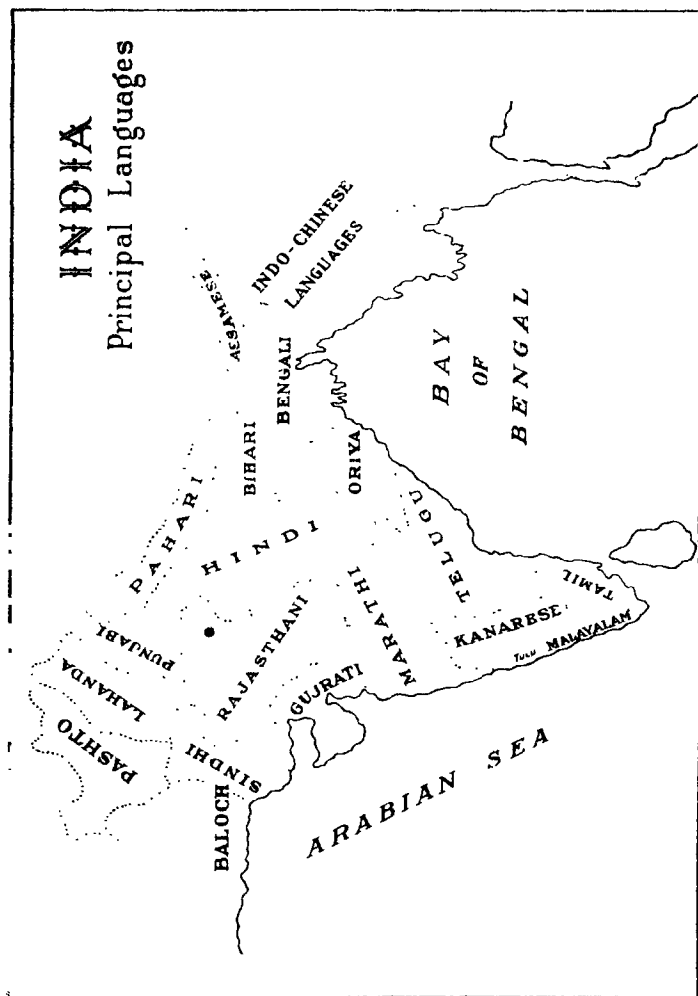 INDIA
Principal Languages
PASHTO
LAHANDA
PUNJABI
PAHARI
HINDI
BIHARI
ASSAMESE
INDO-CHINESE
LANGUAGES
BENGALI
ORIYA
BALOCH
SINDHI
RAJASTHANI
GUJRATI
MARATHI
TELUGU
KANARESE
TULU
MALAYALAM
TAMIL
ARABIAN SEA
BAY
OF
BENGAL